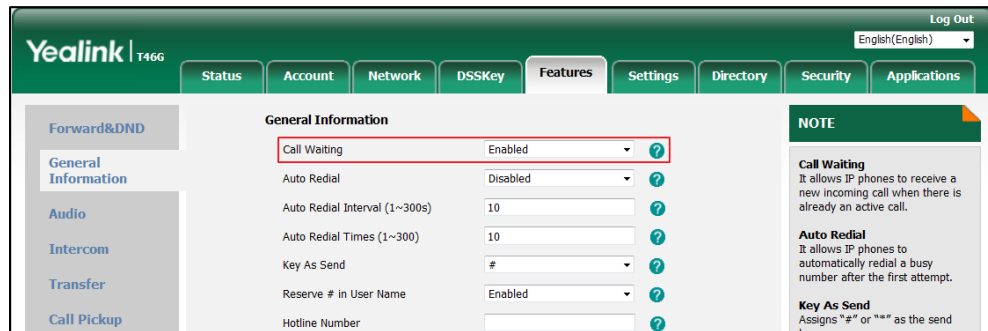 Log Out
Yealink T46G
English(English)
Status Account Network DSSKey Features Settings Directory Security Applications
Forward&DND
General
Information
Audio
Intercom
Transfer
Call Pickup
General Information
Call Waiting Enabled ?
Auto Redial Disabled ?
Auto Redial Interval (1~300s) 10 ?
Auto Redial Times (1~300) 10 ?
Key As Send # ?
Reserve # in User Name Enabled ?
Hotline Number ?
NOTE
Call Waiting
It allows IP phones to receive a
new incoming call when there is
already an active call.
Auto Redial
It allows IP phones to
automatically redial a busy
number after the first attempt.
Key As Send
Assigns "#" or "*" as the send